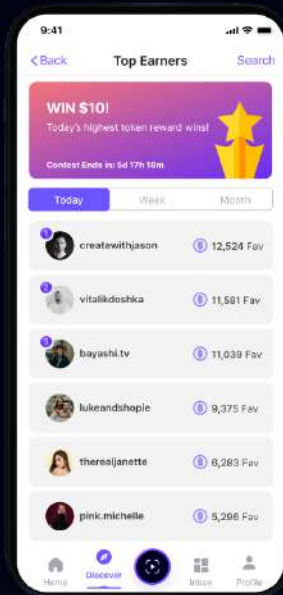 9:41
Back Top Earners Search
WIN $10!
Today's highest token reward wins!
Contest Ends in: 5d 17h 18m
Today Week Month
1 createwithjason 12,524 Fav
2 vitalikdoshka 11,581 Fav
3 bayashi.tv 11,039 Fav
lukeandshopie 9,375 Fav
therealjanette 6,283 Fav
pink.michelle 5,296 Fav
Home Discover Inbox Profile